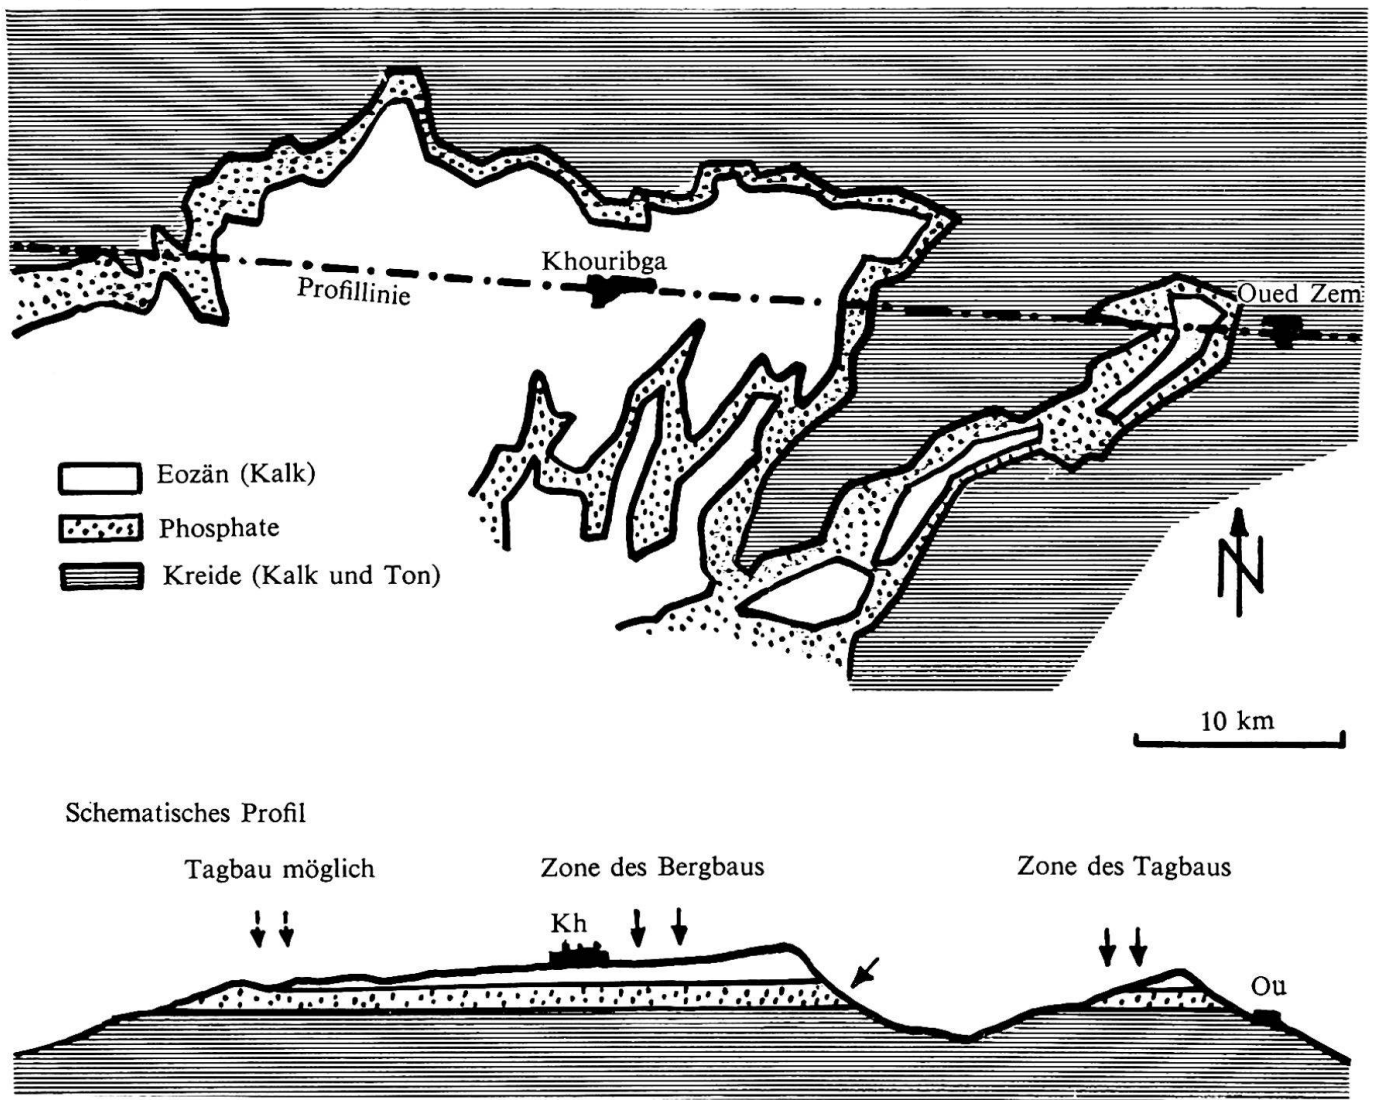 Khouribga
Profillinie
Oued Zem
Eozän (Kalk)
Phosphate
Kreide (Kalk und Ton)
N
10 km
Schematisches Profil
Tagbau möglich
Zone des Bergbaus
Zone des Tagbaus
Kh
Ou